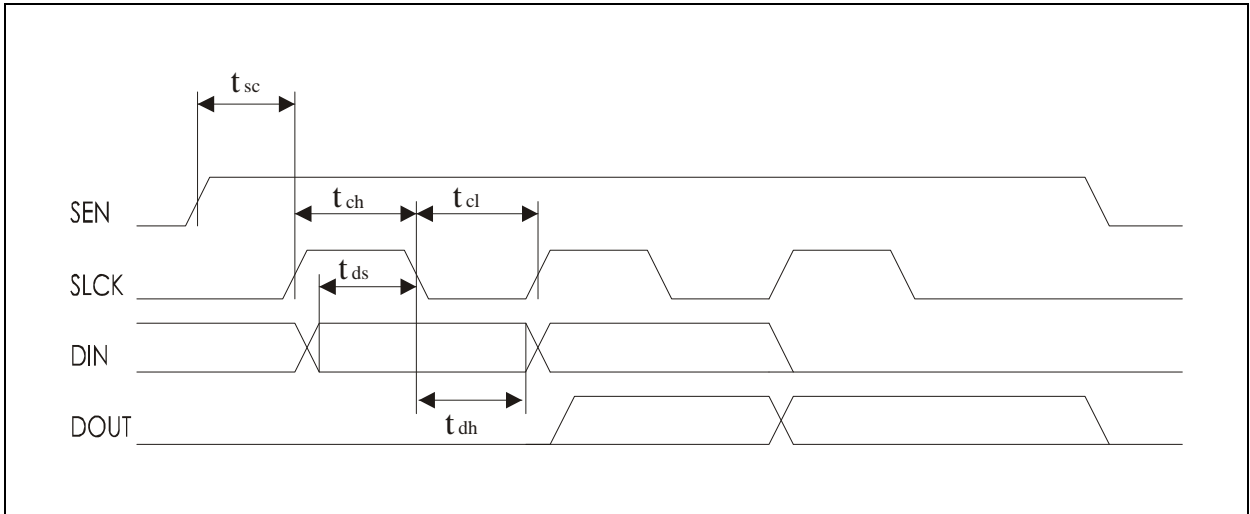 t sc
SEN
t ch
t cl
SLCK
t ds
DIN
t dh
DOUT